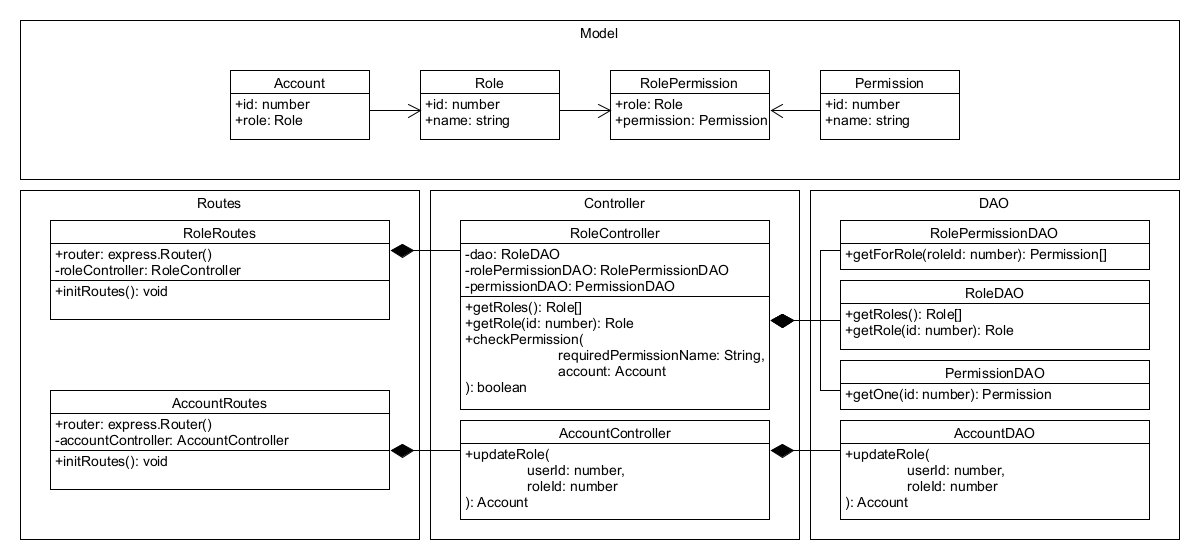 Model
Account
+id: number
+role: Role
Role
+id: number
+name: string
RolePermission
+role: Role
+permission: Permission
Permission
+id: number
+name: string
Routes
RoleRoutes
+router: express.Router()
-roleController: RoleController
+initRoutes(): void
AccountRoutes
+router: express.Router()
-accountController: AccountController
+initRoutes(): void
Controller
RoleController
-dao: RoleDAO
-rolePermissionDAO: RolePermissionDAO
-permissionDAO: PermissionDAO
+getRoles(): Role[]
+getRole(id: number): Role
+checkPermission(
requiredPermissionName: String,
account: Account
): boolean
AccountController
+updateRole(
userId: number,
roleId: number
): Account
DAO
RolePermissionDAO
+getForRole(roleId: number): Permission[]
RoleDAO
+getRoles(): Role[]
+getRole(id: number): Role
PermissionDAO
+getOne(id: number): Permission
AccountDAO
+updateRole(
userId: number,
roleId: number
): Account